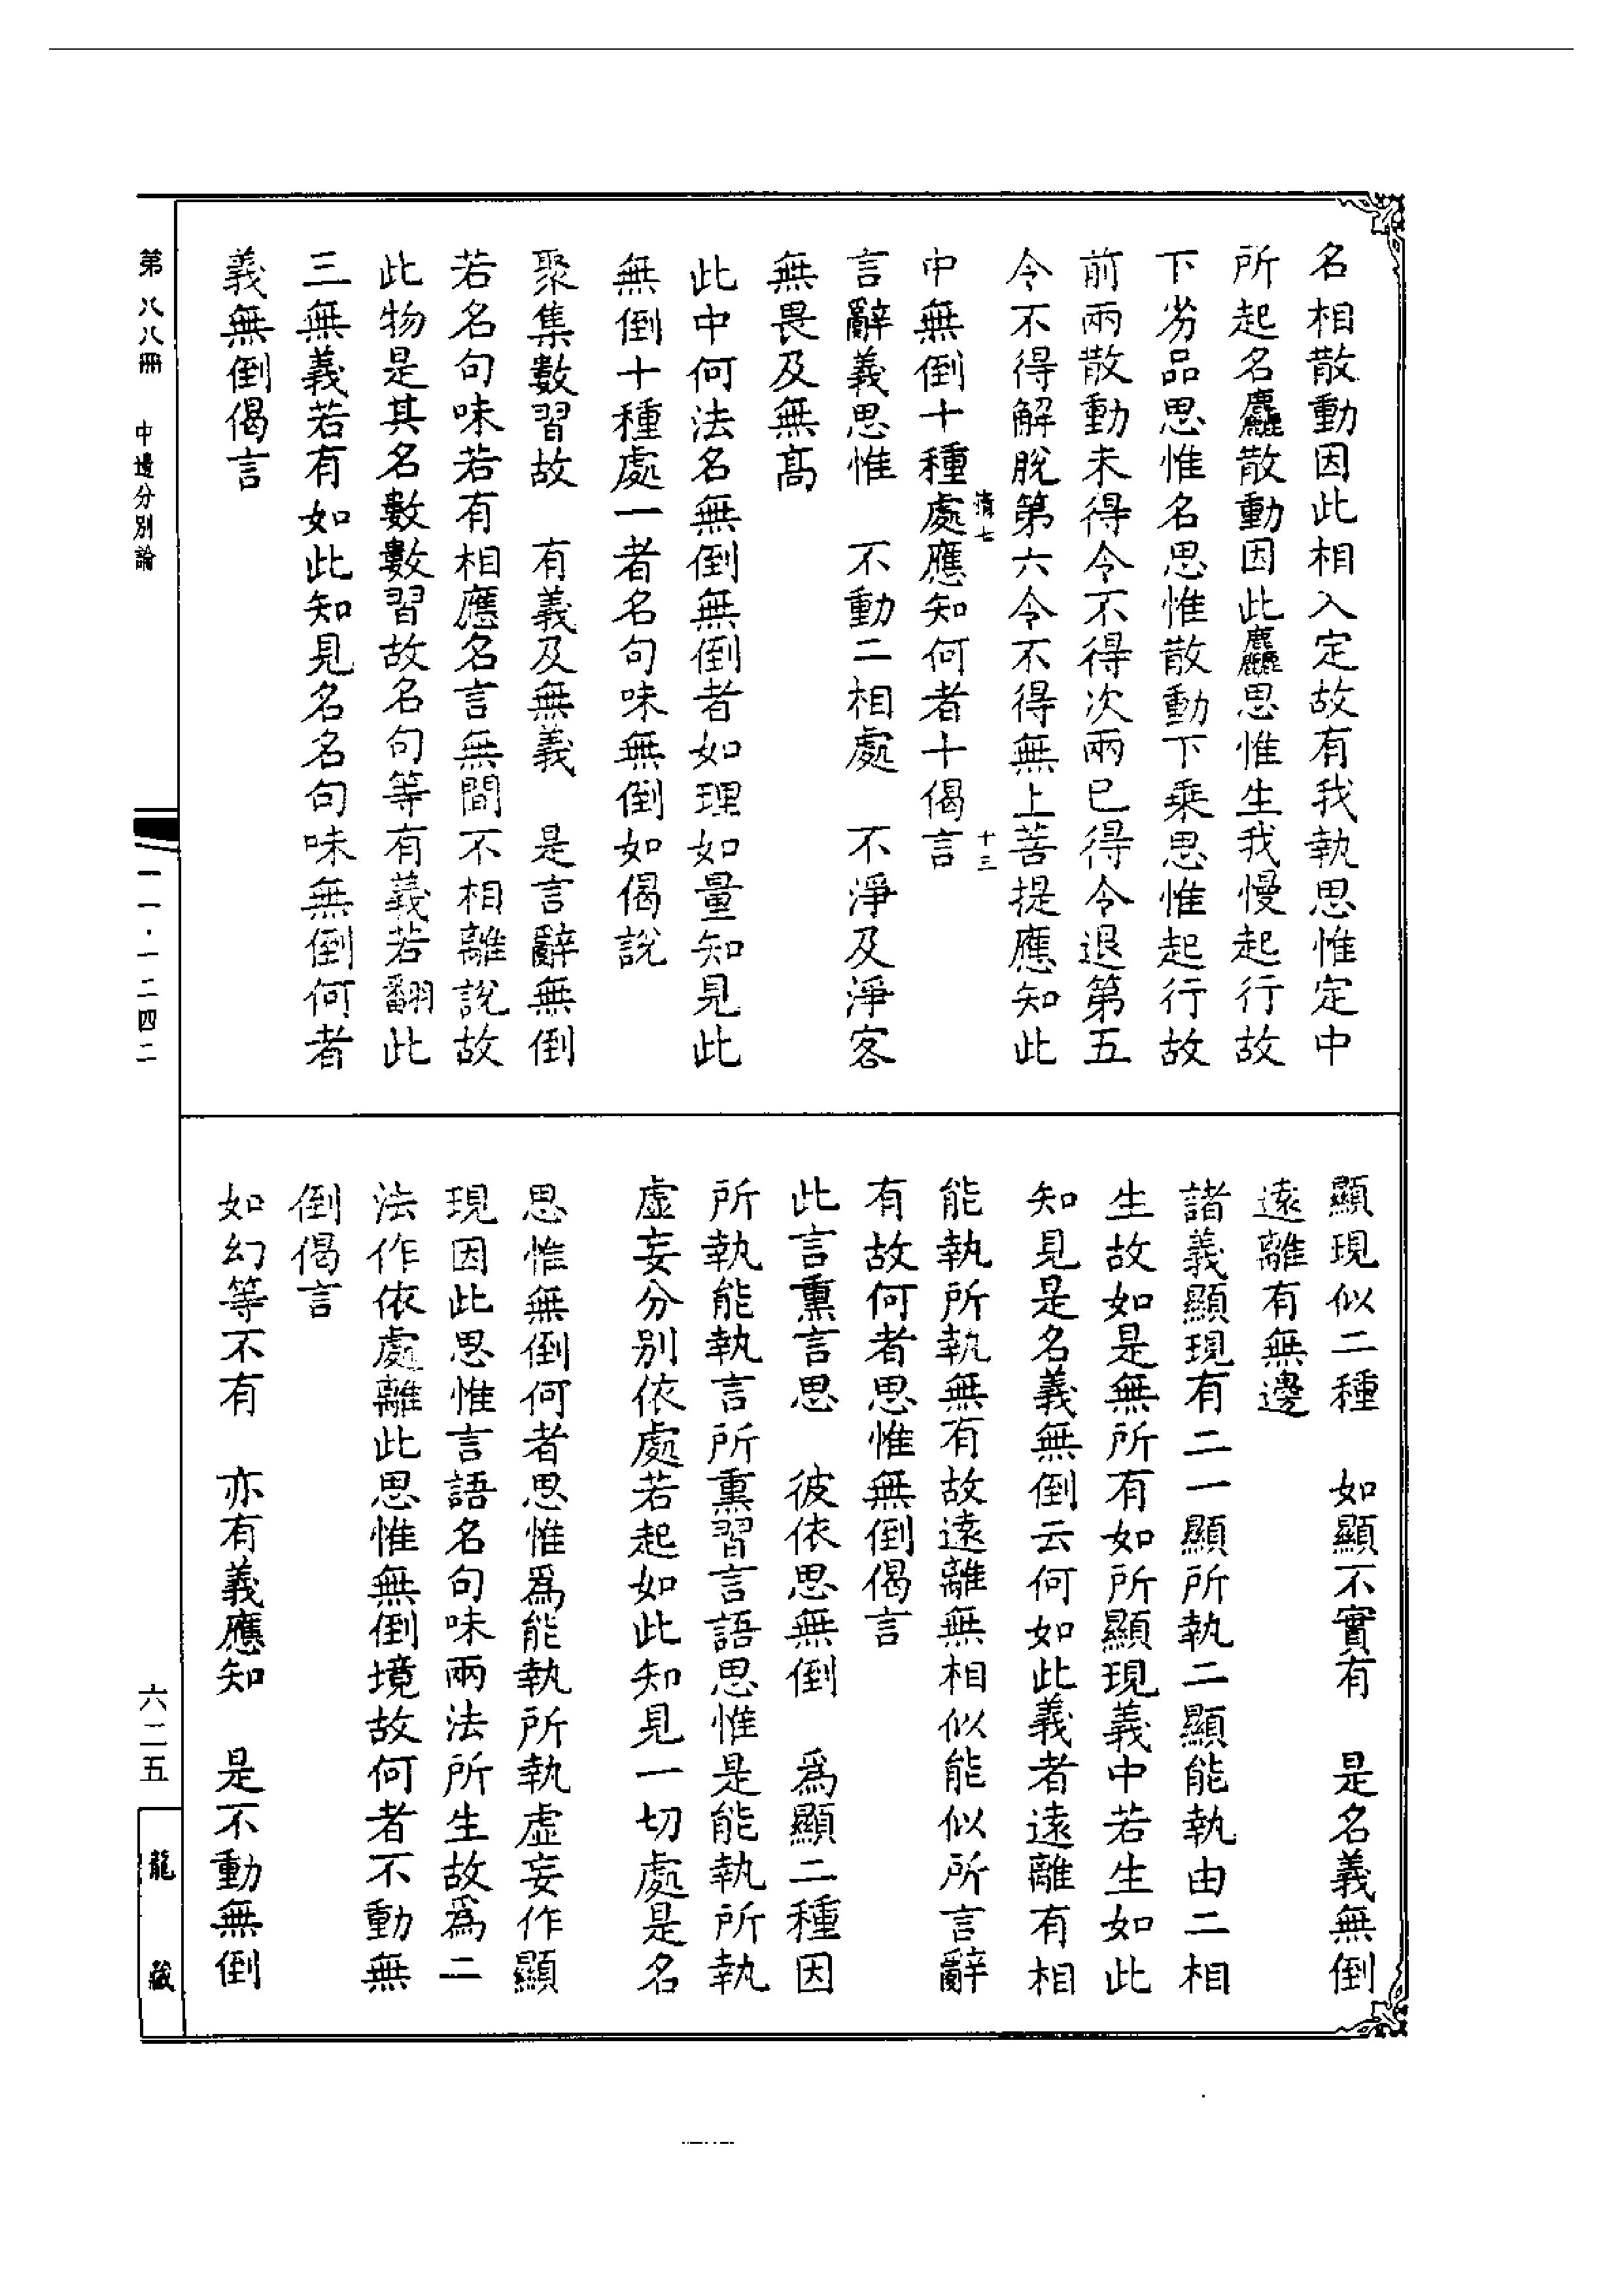 名相散動因此相入定故有我執思惟定中
所起名麤散動因此麤思惟生我慢起行故
下劣品思惟名思惟散動下乘思惟起行故
前兩散動未得令不得次兩已得令退第五
令不得解脫第六令不得無上菩提應知此
中無倒十種處應知何者十偈言
言辭義思惟　不動二相處　不淨及淨客
無畏及無高
此中何法名無倒無倒者如理如量知見此
無倒十種處一者名句味無倒如偈說
聚集數習故　有義及無義　是言辭無倒
若名句味若有相應名言無間不相離說故
此物是其名數數習故名句等有義若翻此
三無義若有如此知見名名句味無倒何者
義無倒偈言
顯現似二種　如顯不實有　是名義無倒
遠離有無邊
諸義顯現有二一顯所執二顯能執由二相
生故如是無所有如所顯現義中若生如此
知見是名義無倒云何如此義者遠離有相
能執所執無有故遠離無相似能似所言辭
有故何者思惟無倒偈言
此言熏言思　彼依思無倒　為顯二種因
所執能執言所熏習言語思惟是能執所執
虛妄分別依處若起如此知見一切處是名
思惟無倒何者思惟為能執所執虛妄作顯
現因此思惟言語名句味兩法所生故為二
法作依處離此思惟無倒境故何者不動無
倒偈言
如幻等不有　亦有義應知　是不動無倒
十三
第八八冊　中邊分別論
一一・一二四二
六二五
龍藏